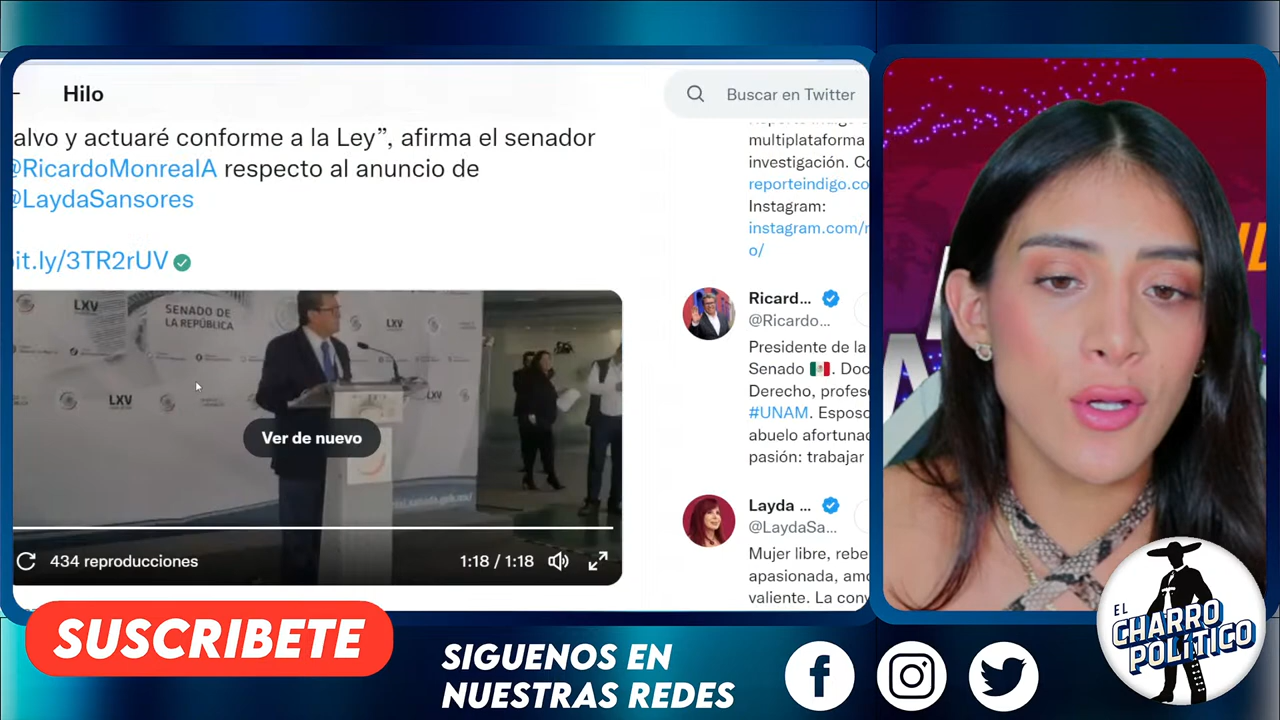 Hilo
Buscar en Twitter
alvo y actuaré conforme a la Ley”, afirma el senador
@RicardoMonrealA respecto al anuncio de
@LaydaSansores
bit.ly/3TR2rUV
SENADO DE
LA REPÚBLICA
LXV
LXV
LXV
LXV
Ver de nuevo
434 reproducciones
1:18 / 1:18
multiplataforma
investigación. Co
reporteindigo.co
Instagram:
instagram.com/r
o/
Ricard...
@Ricardo...
Presidente de la
Senado
Derecho, profes
#UNAM. Esposo
abuelo afortunad
pasión: trabajar
Layda ...
@LaydaSa...
Mujer libre, rebe
apasionada, amo
valiente. La conv
SUSCRIBETE
SIGUENOS EN
NUESTRAS REDES
EL
CHARRO
POLÍTICO